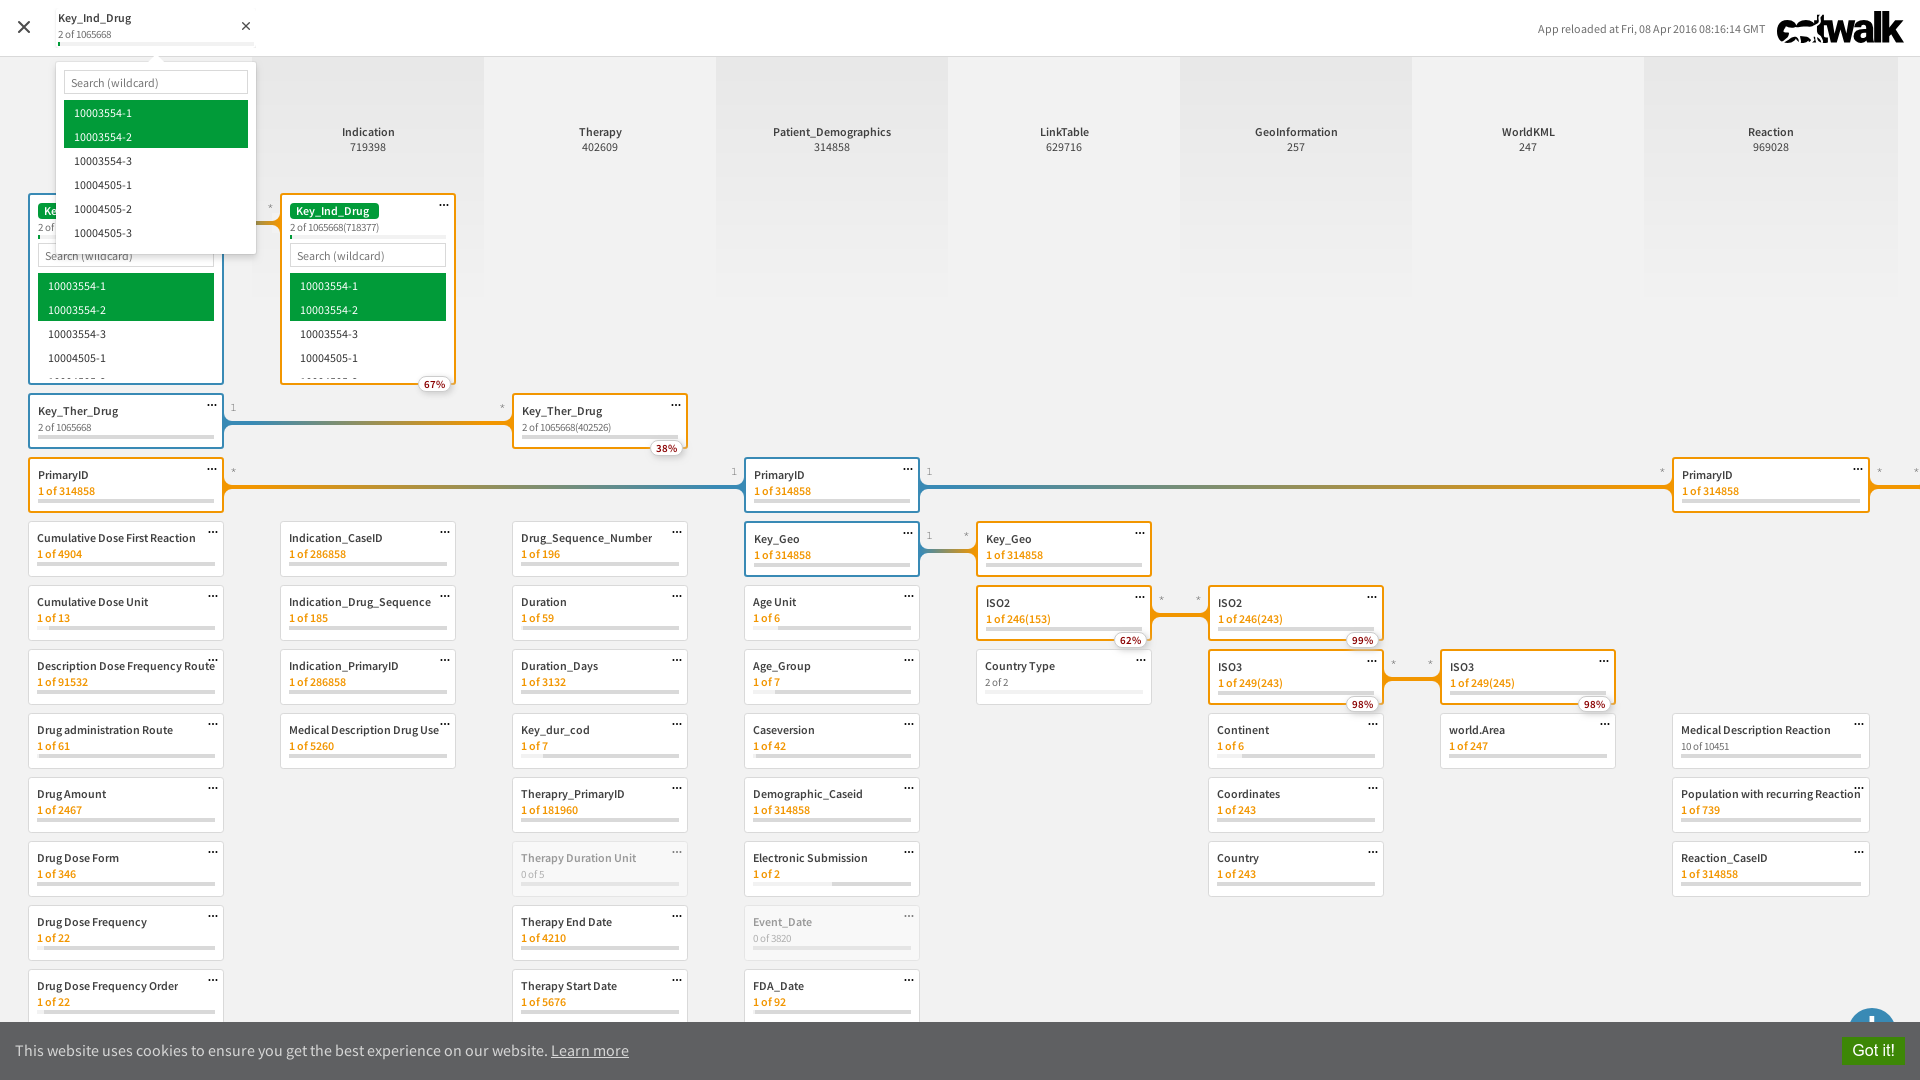 Key_Ind_Drug
2 of 1065668
App reloaded at Fri, 08 Apr 2016 08:16:14 GMT
catwalk
Search (wildcard)
10003554-1
10003554-2
10003554-3
10004505-1
10004505-2
10004505-3
Indication
719398
Therapy
402609
Patient_Demographics
314858
LinkTable
629716
GeoInformation
257
WorldKML
247
Reaction
969028
Ke
2 of
Search (wildcard)
10003554-1
10003554-2
10003554-3
10004505-1
*
Key_Ind_Drug
2 of 1065668(718377)
Search (wildcard)
10003554-1
10003554-2
10003554-3
10004505-1
67%
Key_Ther_Drug
2 of 1065668
1
*
Key_Ther_Drug
2 of 1065668(402526)
38%
PrimaryID
1 of 314858
*
1
PrimaryID
1 of 314858
1
*
PrimaryID
1 of 314858
*
*
Cumulative Dose First Reaction
1 of 4904
Indication_CaseID
1 of 286858
Drug_Sequence_Number
1 of 196
Key_Geo
1 of 314858
1
*
Key_Geo
1 of 314858
Cumulative Dose Unit
1 of 13
Indication_Drug_Sequence
1 of 185
Duration
1 of 59
Age Unit
1 of 6
ISO2
1 of 246(153)
62%
*
*
ISO2
1 of 246(243)
99%
Description Dose Frequency Route
1 of 91532
Indication_PrimaryID
1 of 286858
Duration_Days
1 of 3132
Age_Group
1 of 7
Country Type
2 of 2
ISO3
1 of 249(243)
98%
*
*
ISO3
1 of 249(245)
98%
Drug administration Route
1 of 61
Medical Description Drug Use
1 of 5260
Key_dur_cod
1 of 7
Caseversion
1 of 42
Continent
1 of 6
world.Area
1 of 247
Medical Description Reaction
10 of 10451
Drug Amount
1 of 2467
Therapry_PrimaryID
1 of 181960
Demographic_Caseid
1 of 314858
Coordinates
1 of 243
Population with recurring Reaction
1 of 739
Drug Dose Form
1 of 346
Therapy Duration Unit
0 of 5
Electronic Submission
1 of 2
Country
1 of 243
Reaction_CaseID
1 of 314858
Drug Dose Frequency
1 of 22
Therapy End Date
1 of 4210
Event_Date
0 of 3820
Drug Dose Frequency Order
1 of 22
Therapy Start Date
1 of 5676
FDA_Date
1 of 92
This website uses cookies to ensure you get the best experience on our website. Learn more
Got it!